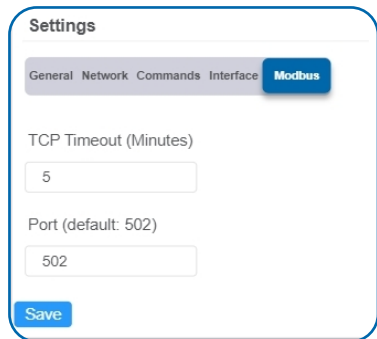 Settings
General Network Commands Interface Modbus
TCP Timeout (Minutes)
5
Port (default: 502)
502
Save